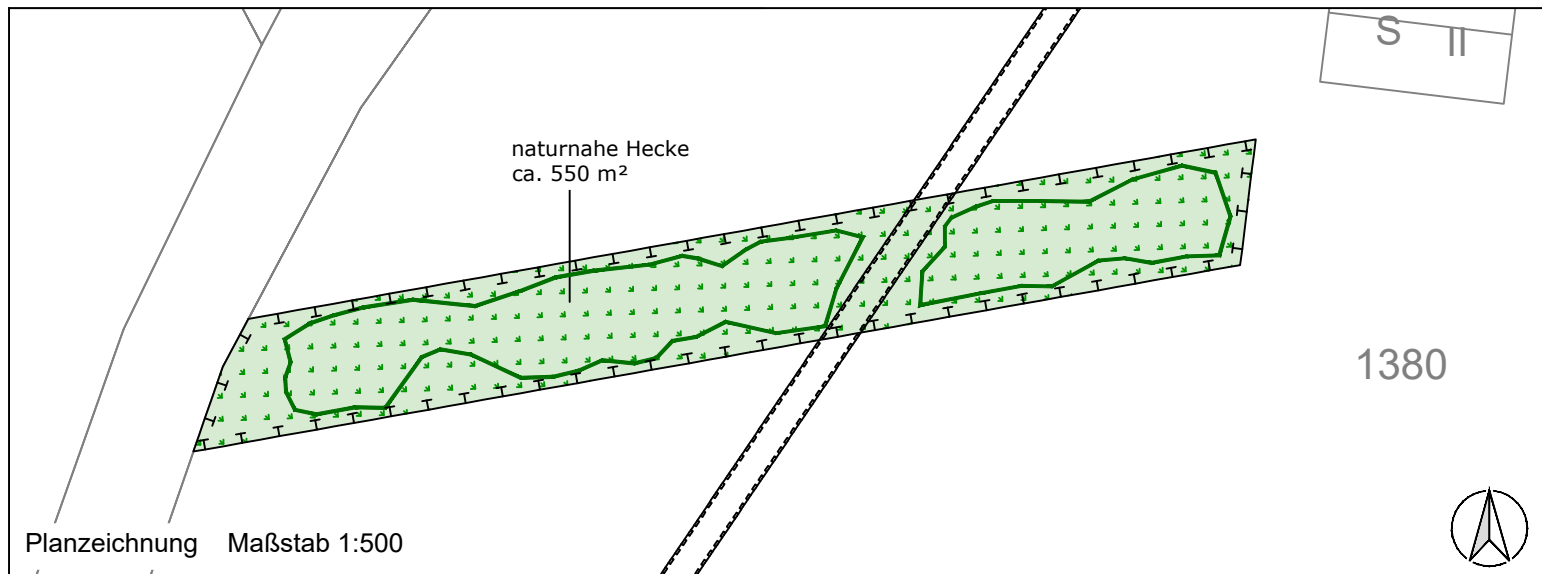 S II
naturnahe Hecke
ca. 550 m²
1380
Planzeichnung Maßstab 1:500